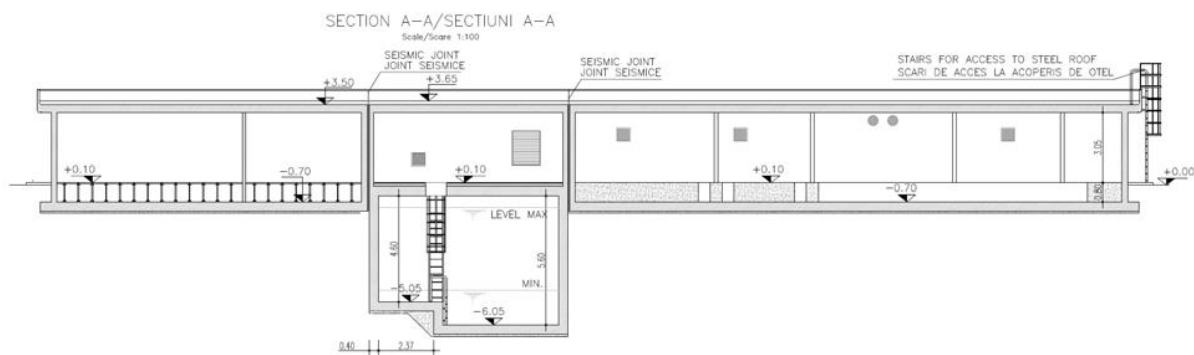 SECTION A-A/SECTIUNI A-A
Scale/Scare 1:100
SEISMIC JOINT
JOINT SEISMICE
SEISMIC JOINT
JOINT SEISMICE
STAIRS FOR ACCESS TO STEEL ROOF
SCARI DE ACCES LA ACOPERIS DE OTEL
+3.50
+3.65
3.05
+0.10
-0.70
+0.10
+0.10
-0.70
0.80
+0.00
LEVEL MAX
4.60
5.60
MIN.
-5.05
-6.05
0.40
2.37